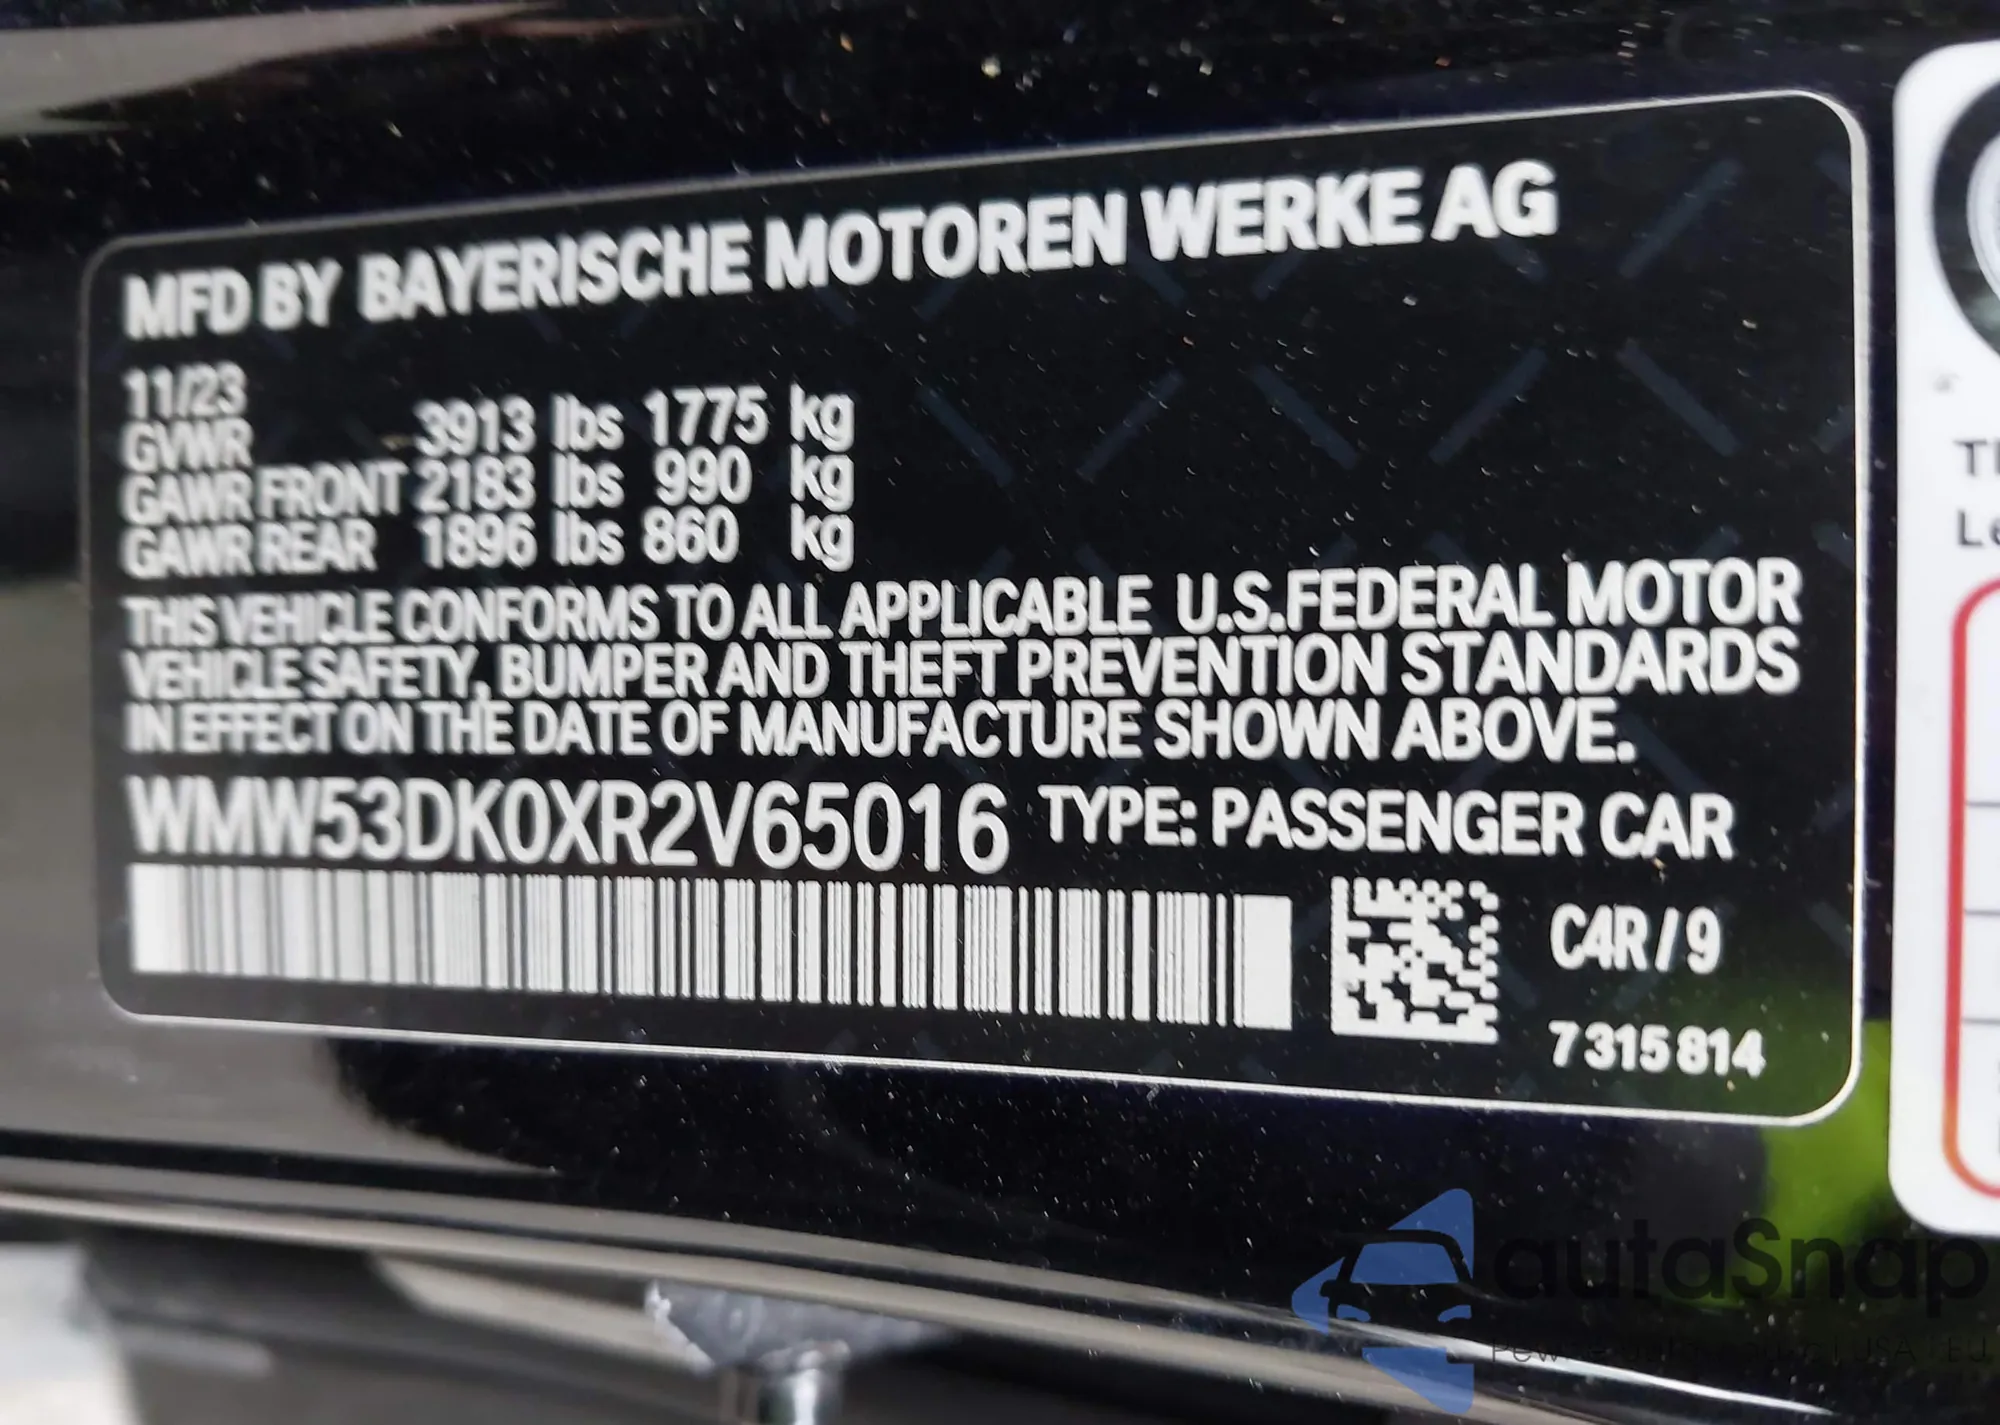 MFD BY BAYERISCHE MOTOREN WERKE AG
11/23
GVWR 3913 lbs 1775 kg
GAWR FRONT 2183 lbs 990 kg
GAWR REAR 1896 lbs 860 kg
THIS VEHICLE CONFORMS TO ALL APPLICABLE U.S.FEDERAL MOTOR
VEHICLE SAFETY, BUMPER AND THEFT PREVENTION STANDARDS
IN EFFECT ON THE DATE OF MANUFACTURE SHOWN ABOVE.
WMW53DK0XR2V65016 TYPE: PASSENGER CAR
C4R/9
7 315 814
autaSnap